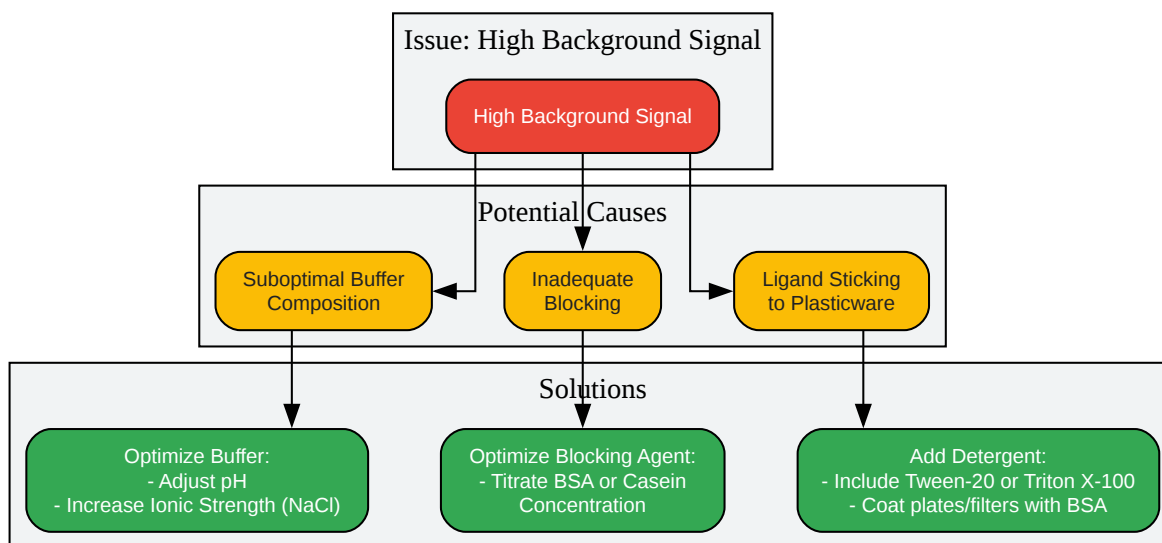 Issue: High Background Signal
High Background Signal
Potential Causes
Suboptimal Buffer
Composition
Inadequate
Blocking
Ligand Sticking
to Plasticware
Solutions
Optimize Buffer:
- Adjust pH
- Increase Ionic Strength (NaCl)
Optimize Blocking Agent:
- Titrate BSA or Casein
Concentration
Add Detergent:
- Include Tween-20 or Triton X-100
- Coat plates/filters with BSA